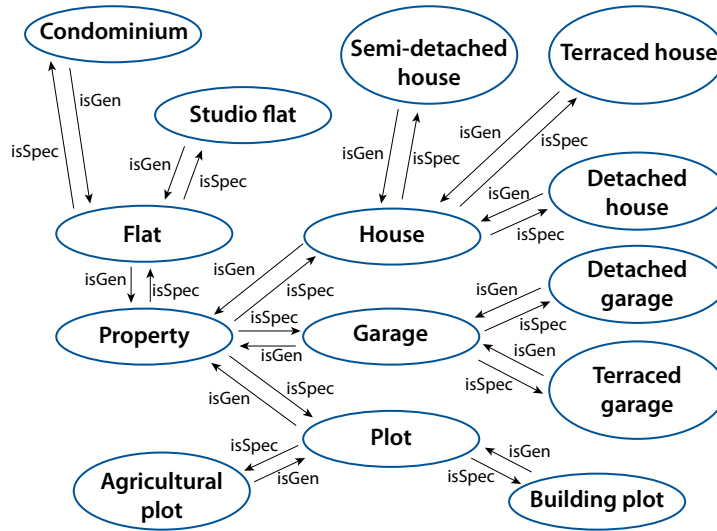 Condominium
Semi-detached
house
Terraced house
isGen
Studio flat
isGen
isSpec
isGen
isSpec
isGen
isSpec
isSpec
isGen
Detached
house
Flat
House
isSpec
isGen
isSpec
isGen
isSpec
isGen
Detached
garage
Property
isSpec
Garage
isSpec
isGen
isGen
isSpec
isSpec
Terraced
garage
isGen
isSpec
Plot
isGen
isSpec
isGen
Agricultural
plot
Building plot